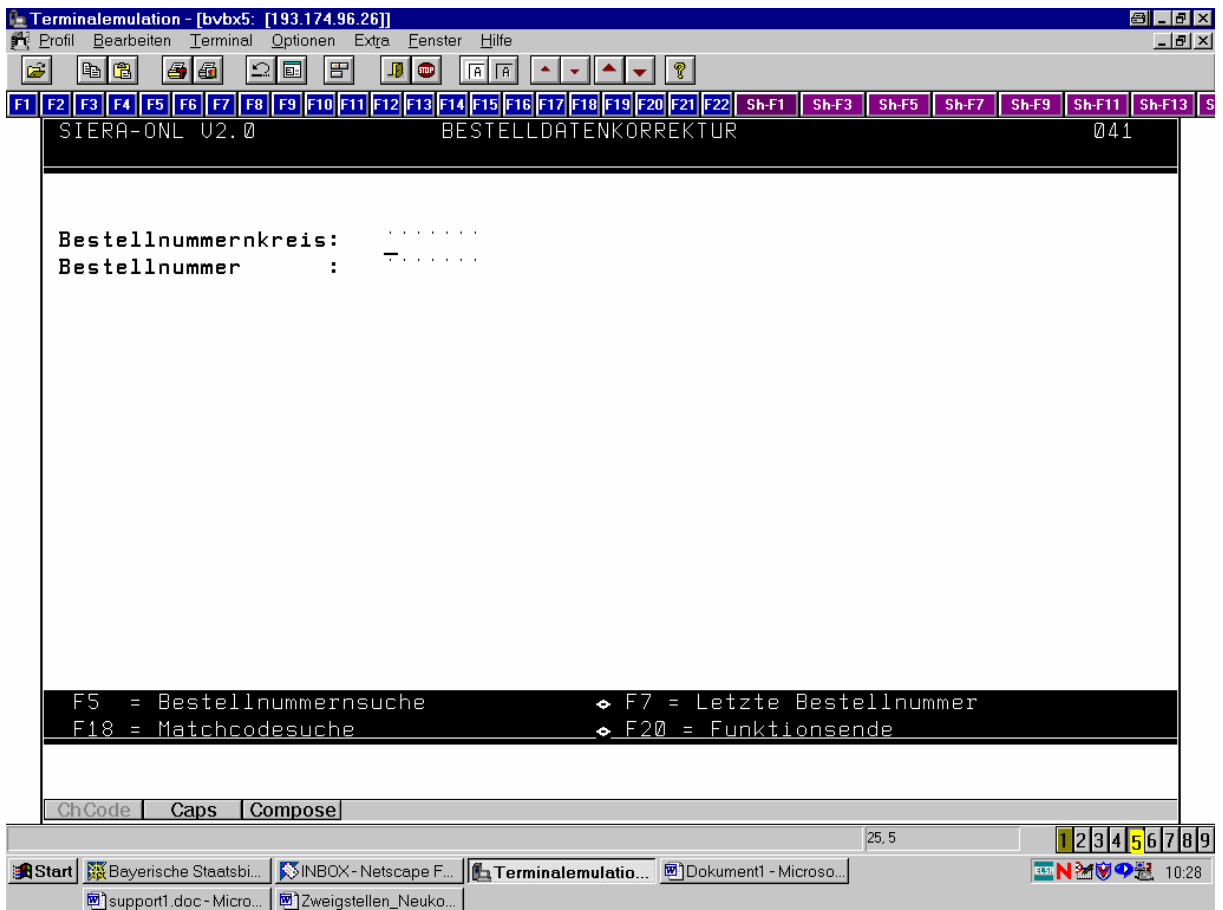 Terminalemulation - [bvbx5: [193.174.96.26]]
Profil Bearbeiten Terminal Optionen Extra Fenster Hilfe
STOP A A ?
F1 F2 F3 F4 F5 F6 F7 F8 F9 F10 F11 F12 F13 F14 F15 F16 F17 F18 F19 F20 F21 F22 Sh-F1 Sh-F3 Sh-F5 Sh-F7 Sh-F9 Sh-F11 Sh-F13 S
SIERA-ONL V2.0 BESTELLDATENKORREKTUR 041
Bestellnummernkreis: .......
Bestellnummer : _......
F5 = Bestellnummernsuche F7 = Letzte Bestellnummer
F18 = Matchcodesuche F20 = Funktionsende
ChCode Caps Compose
25, 5 1 2 3 4 5 6 7 8 9
Start Bayerische Staatsbi... INBOX - Netscape F... Terminalemulatio... Dokument1 - Microso... ELSA N 10:28
support1.doc - Micro... Zweigstellen_Neuko...